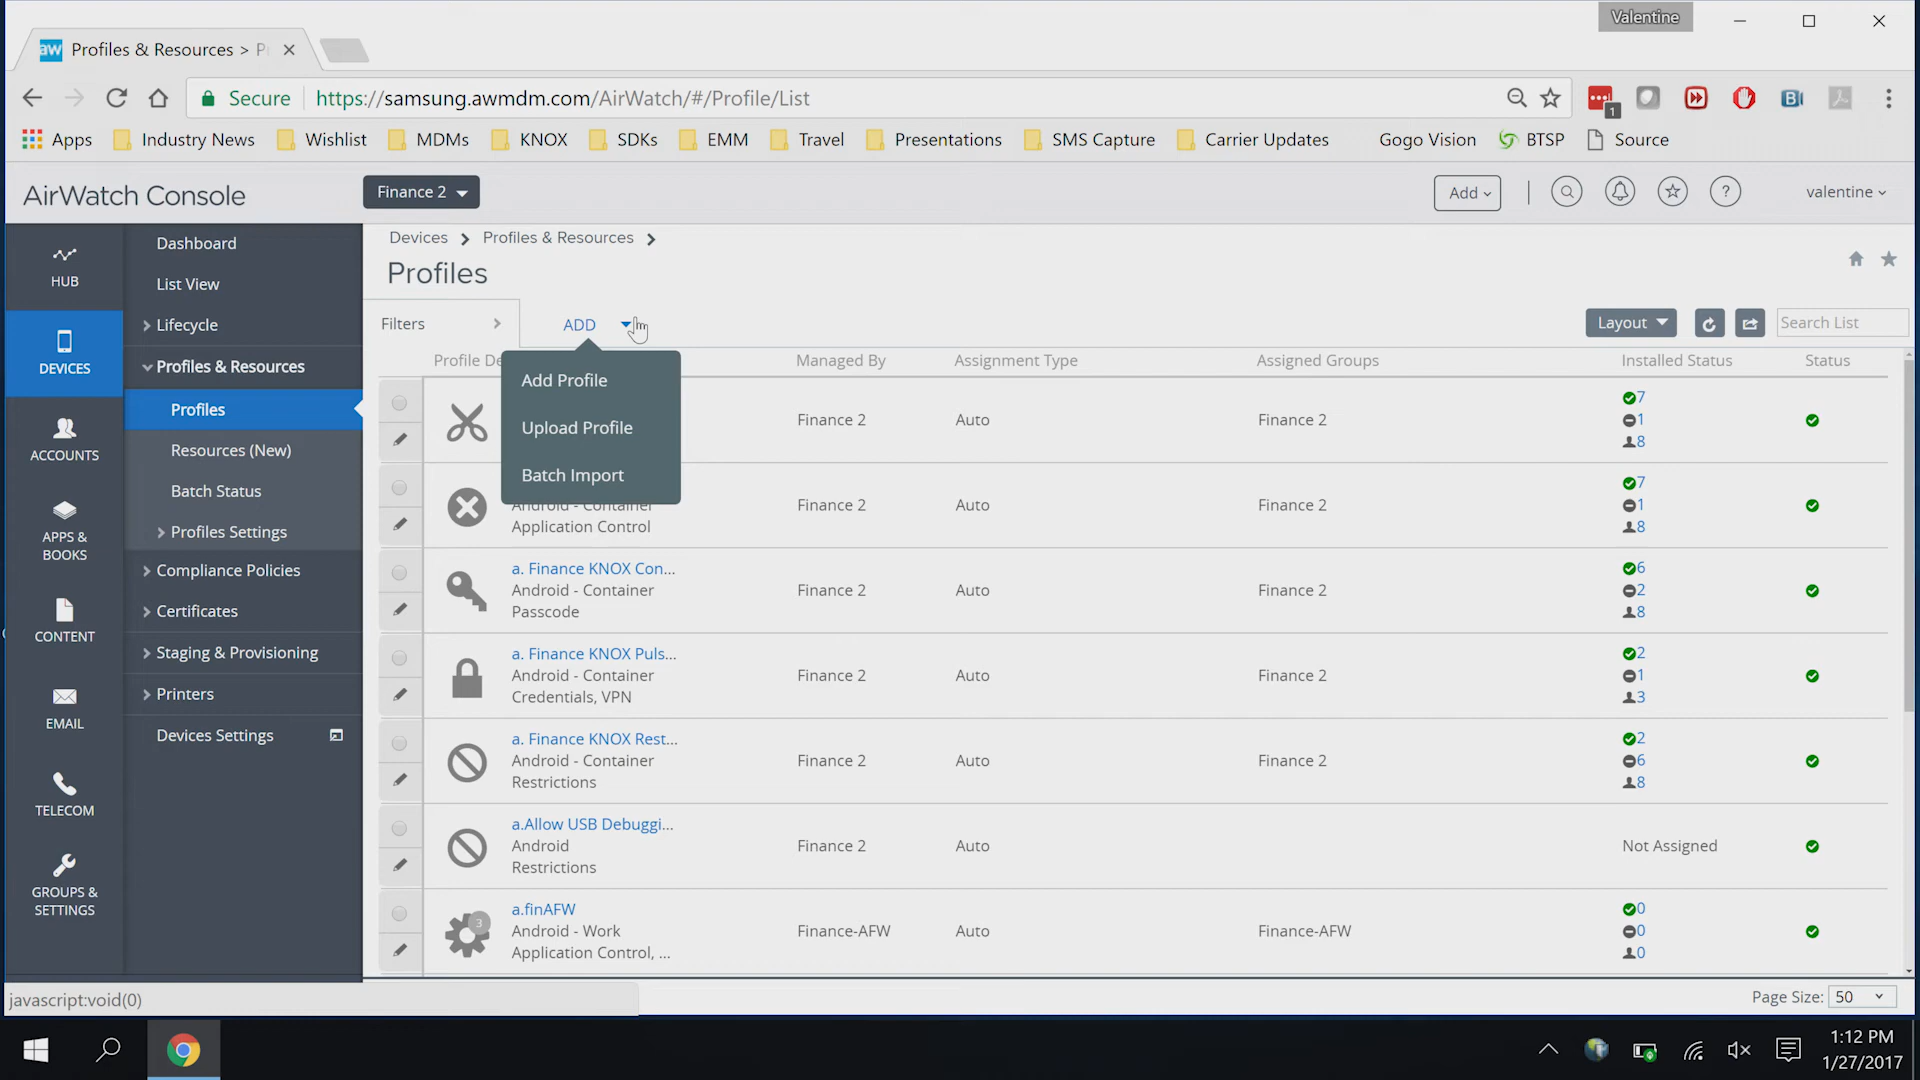 Valentine
aw Profiles & Resources > P
Secure https://samsung.awmdm.com/AirWatch/#/Profile/List
1
Apps Industry News Wishlist MDMs KNOX SDKs EMM Travel Presentations SMS Capture Carrier Updates Gogo Vision BTSP Source
AirWatch Console Finance 2 Add ? valentine
HUB
DEVICES
ACCOUNTS
APPS &
BOOKS
CONTENT
EMAIL
TELECOM
GROUPS &
SETTINGS
Dashboard
List View
Lifecycle
Profiles & Resources
Profiles
Resources (New)
Batch Status
Profiles Settings
Compliance Policies
Certificates
Staging & Provisioning
Printers
Devices Settings
Devices > Profiles & Resources >
Profiles
Filters > ADD Layout Search List
Add Profile
Upload Profile
Batch Import
Profile De Managed By Assignment Type Assigned Groups Installed Status Status
Finance 2 Auto Finance 2
7
1
8
Android - Container
Application Control
Finance 2 Auto Finance 2
7
1
8
a. Finance KNOX Con...
Android - Container
Passcode
Finance 2 Auto Finance 2
6
2
8
a. Finance KNOX Puls...
Android - Container
Credentials, VPN
Finance 2 Auto Finance 2
2
1
3
a. Finance KNOX Rest...
Android - Container
Restrictions
Finance 2 Auto Finance 2
2
6
8
a.Allow USB Debuggi...
Android
Restrictions
Finance 2 Auto Not Assigned
3
a.finAFW
Android - Work
Application Control, ...
Finance-AFW Auto Finance-AFW
0
0
0
javascript:void(0)
Page Size: 50
1:12 PM
1/27/2017